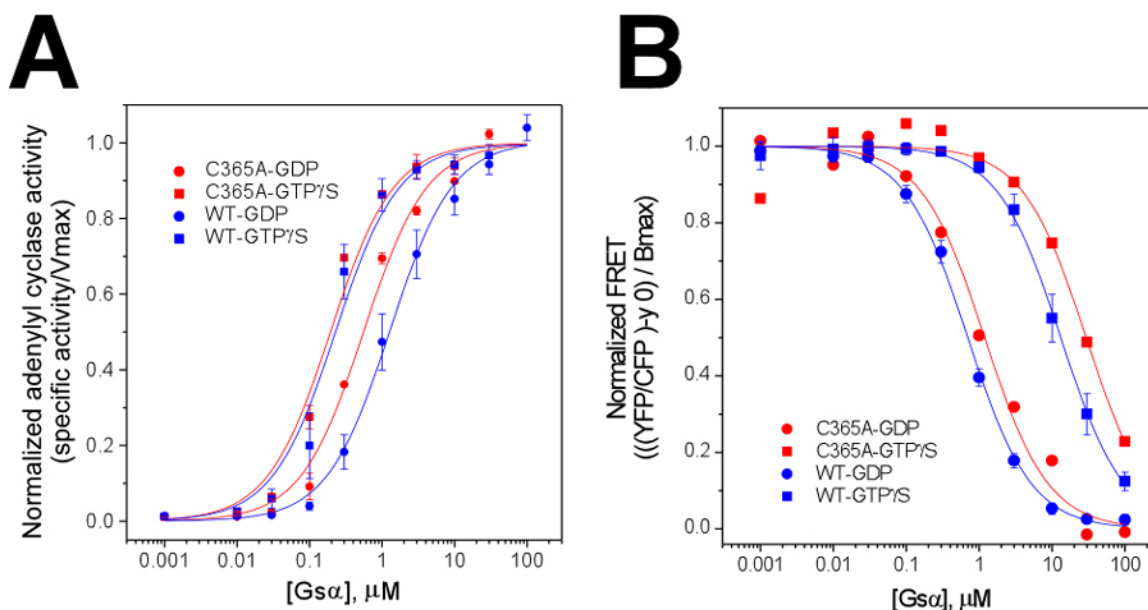 A
Normalized adenylyl cyclase activity
(specific activity/Vmax)
1.0
0.8
0.6
0.4
0.2
0.0
C365A-GDP
C365A-GTPγS
WT-GDP
WT-GTPγS
0.001 0.01 0.1 1 10 100
[Gsα], μM
B
Normalized FRET
(((YFP/CFP )-y 0) / Bmax)
1.0
0.8
0.6
0.4
0.2
0.0
C365A-GDP
C365A-GTPγS
WT-GDP
WT-GTPγS
0.001 0.01 0.1 1 10 100
[Gsα], μM